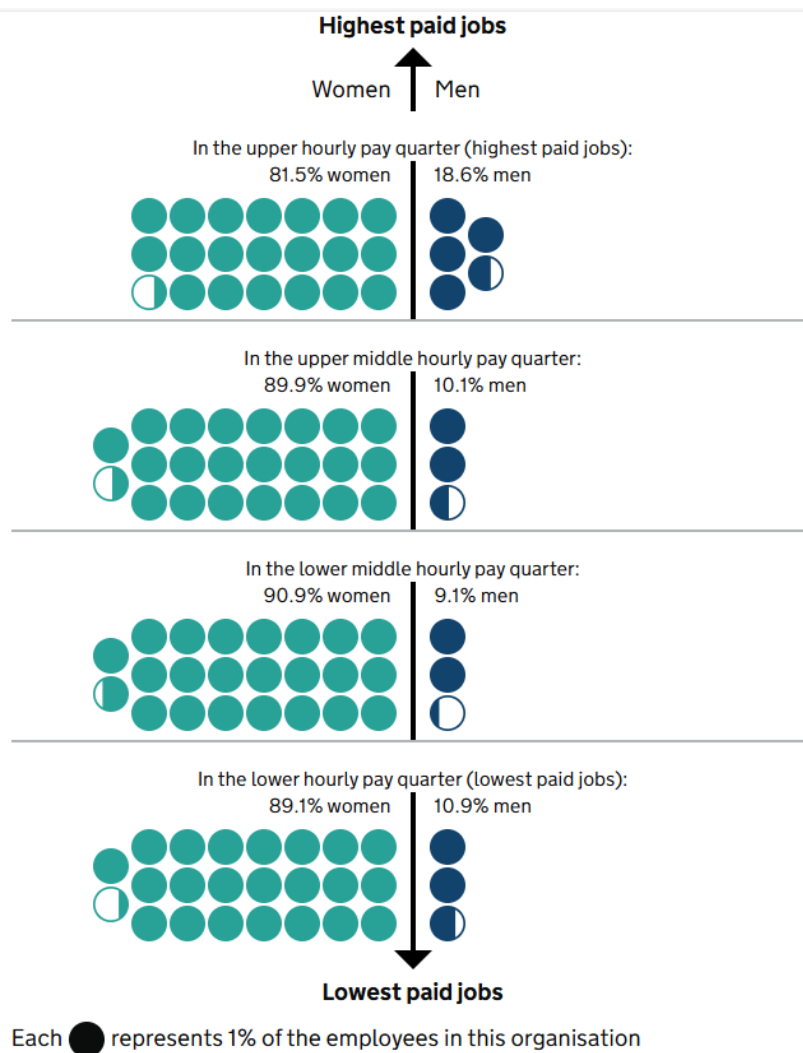 Highest paid jobs
Women Men
In the upper hourly pay quarter (highest paid jobs):
81.5% women 18.6% men
In the upper middle hourly pay quarter:
89.9% women 10.1% men
In the lower middle hourly pay quarter:
90.9% women 9.1% men
In the lower hourly pay quarter (lowest paid jobs):
89.1% women 10.9% men
Lowest paid jobs
Each represents 1% of the employees in this organisation